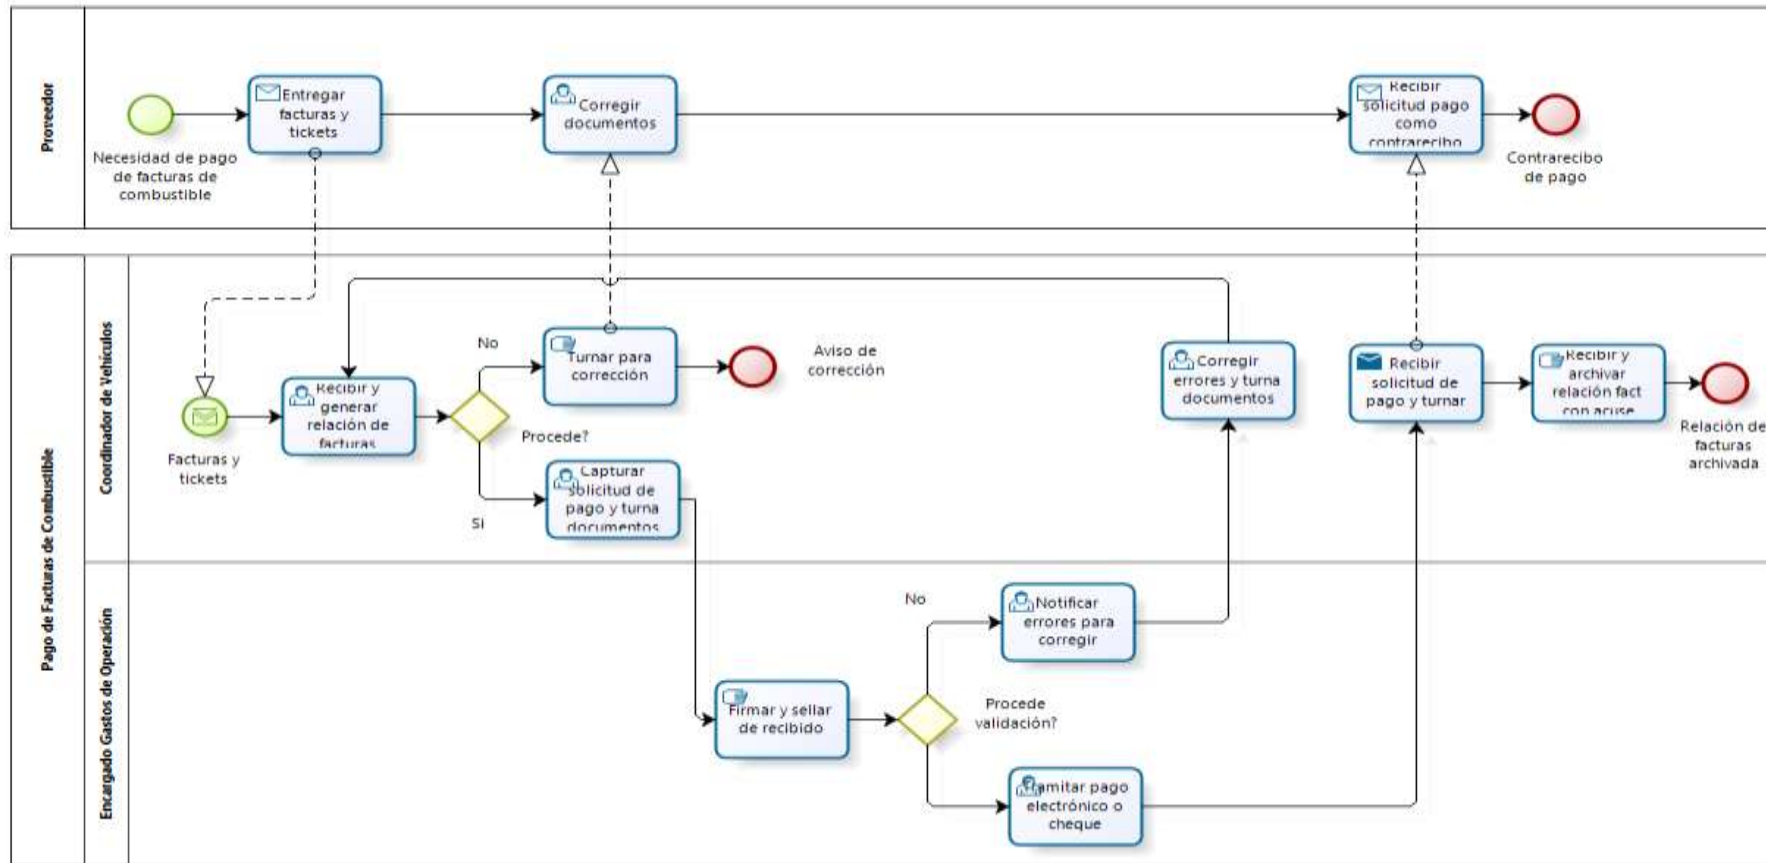 Proveedor
Entregar
facturas y
tickets
Necesidad de pago
de facturas de
combustible
Corregir
documentos
Recibir
solicitud pago
como
contrarecibo
Contrarecibo
de pago
Pago de Facturas de Combustible
Coordinador de Vehículos
Facturas y
tickets
Recibir y
generar
relación de
facturas
Procede?
No
Turnar para
corrección
Aviso de
corrección
Si
Capturar
solicitud de
pago y turna
documentos
Corregir
errores y turna
documentos
Recibir
solicitud de
pago y turnar
Recibir y
archivar
relación fact
con acuse
Relación de
facturas
archivada
Encargado Gastos de Operación
Firmar y sellar
de recibido
Procede
validación?
No
Notificar
errores para
corregir
Tramitar pago
electrónico o
cheque